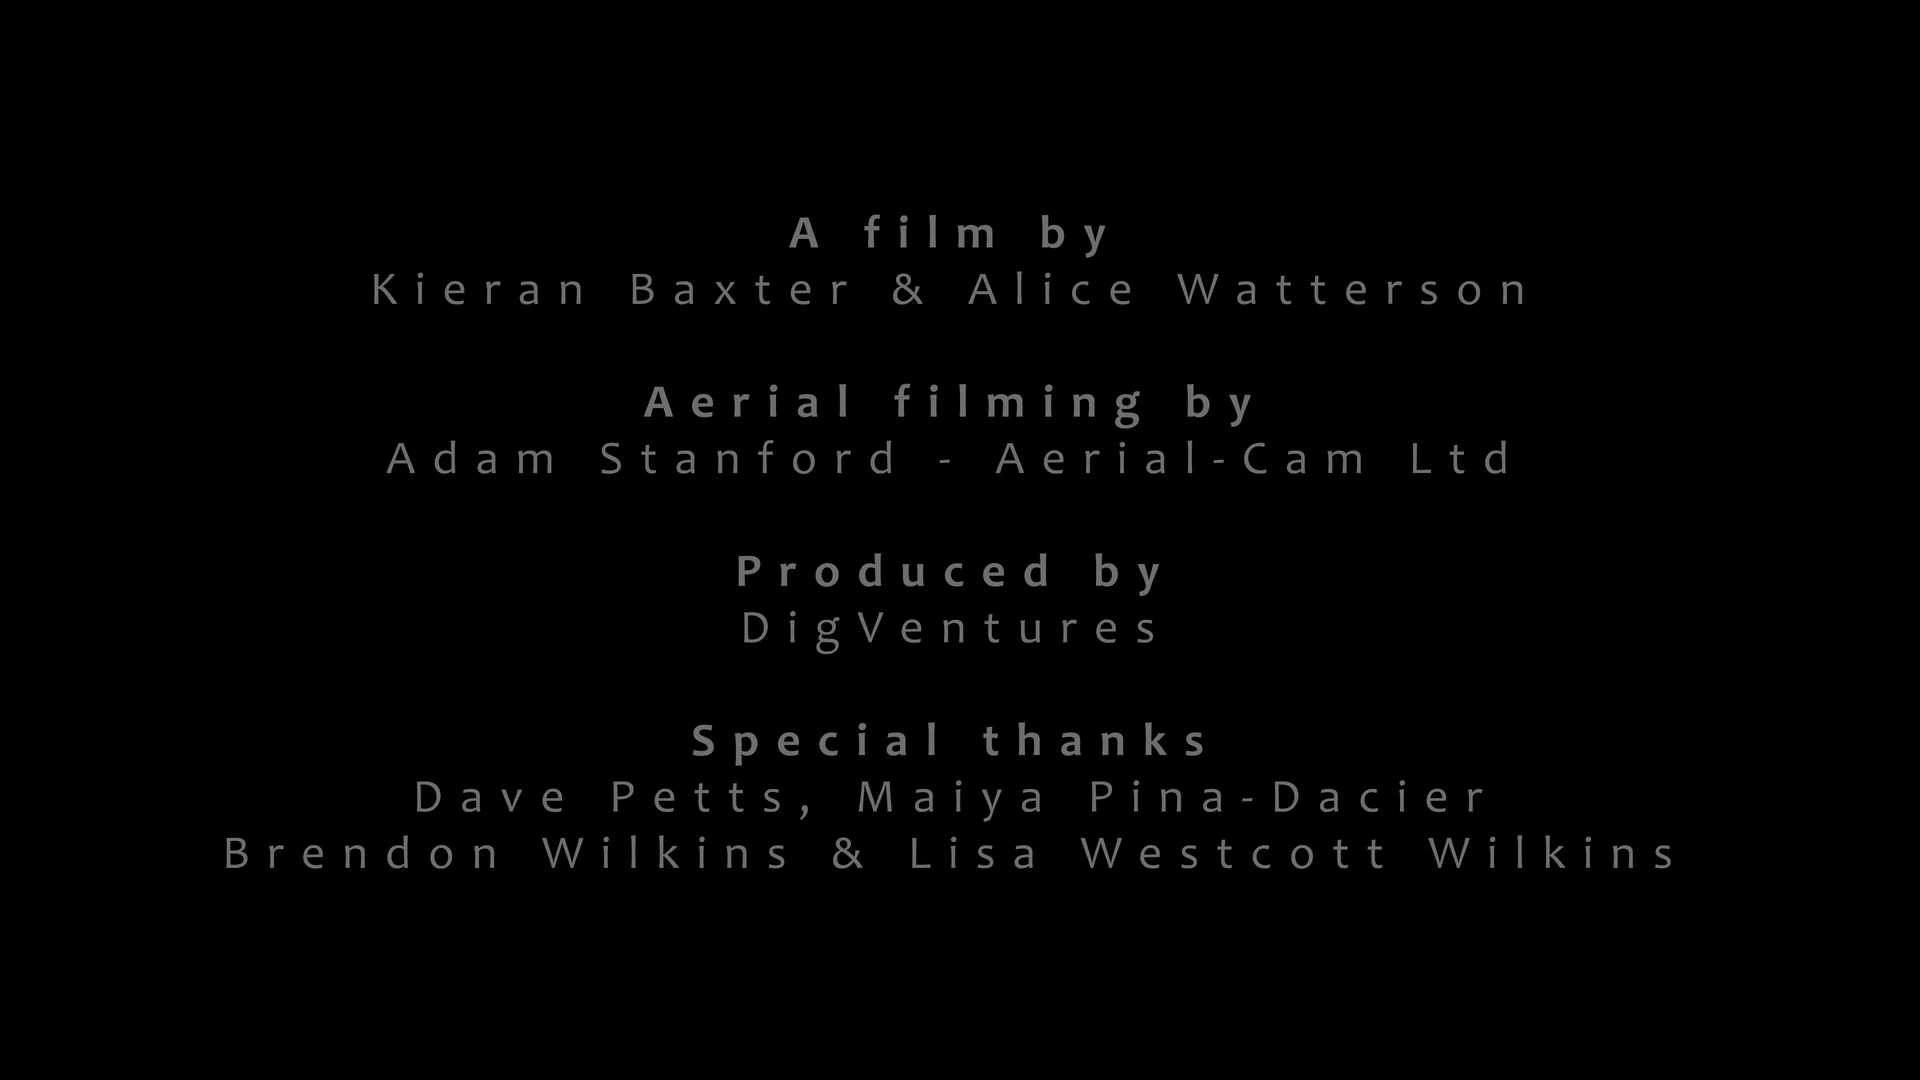 A film by
Kieran Baxter & Alice Watterson
Aerial filming by
Adam Stanford - Aerial-Cam Ltd
Produced by
DigVentures
Special thanks
Dave Petts, Maiya Pina-Dacier
Brendon Wilkins & Lisa Westcott Wilkins